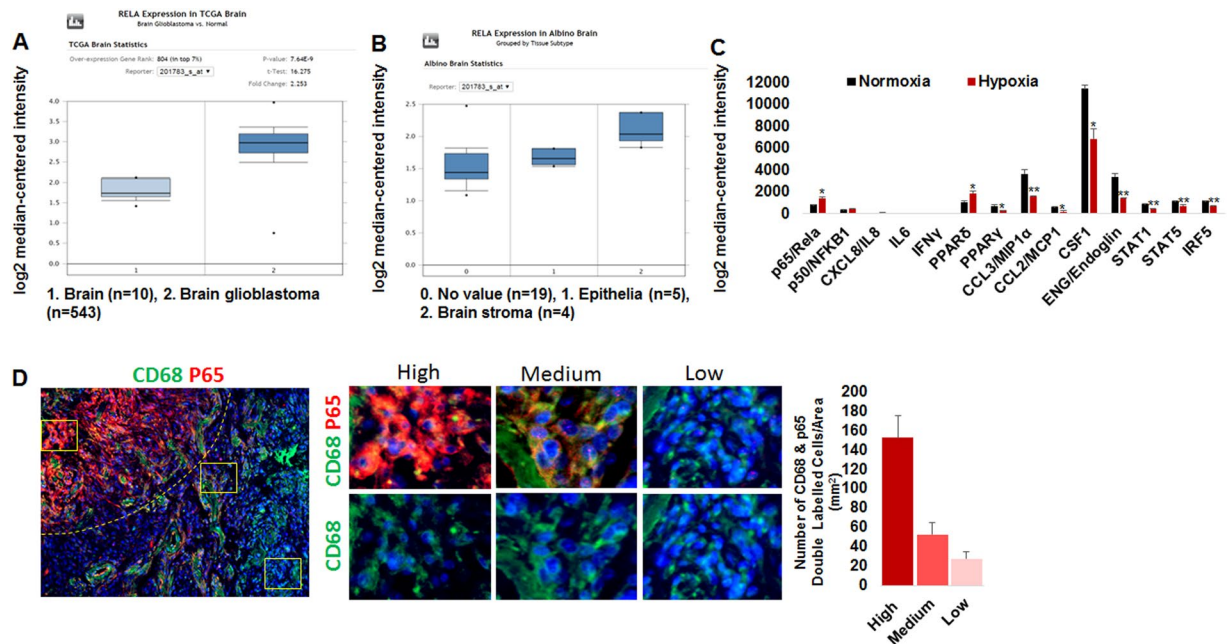 A
RELA Expression in TCGA Brain
Brain Glioblastoma vs. Normal
TCGA Brain Statistics
Over-expression Gene Rank: 804 (in top 7%)
P-value: 7.64E-9
Reporter: 201783_s_at
t-Test: 16.275
Fold Change: 2.253
log2 median-centered intensity
4.0
3.5
3.0
2.5
2.0
1.5
1.0
0.5
0.0
1
2
1. Brain (n=10), 2. Brain glioblastoma
(n=543)
B
RELA Expression in Albino Brain
Grouped by Tissue Subtype
Albino Brain Statistics
Reporter: 201783_s_at
log2 median-centered intensity
2.5
2.0
1.5
1.0
0.5
0.0
0
1
2
0. No value (n=19), 1. Epithelia (n=5),
2. Brain stroma (n=4)
C
log2 median-centered intensity
Normoxia
Hypoxia
12000
10000
8000
6000
4000
2000
0
*
*
*
**
*
*
**
**
**
**
p65/Rela
p50/NFKB1
CXCL8/IL8
IL6
IFNγ
PPARδ
PPARγ
CCL3/MIP1α
CCL2/MCP1
CSF1
ENG/Endoglin
STAT1
STAT5
IRF5
D
CD68 P65
High
Medium
Low
CD68 P65
CD68
Number of CD68 & p65
Double Labelled Cells/Area
(mm²)
200
180
160
140
120
100
80
60
40
20
0
High
Medium
Low